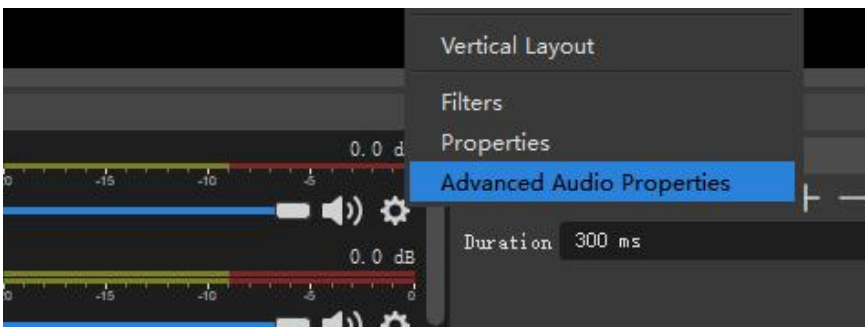 Vertical Layout
Filters
Properties
Advanced Audio Properties
0.0 d
-15 -10 -5
Duration 300 ms
0.0 dB
-15 -10 -5 0